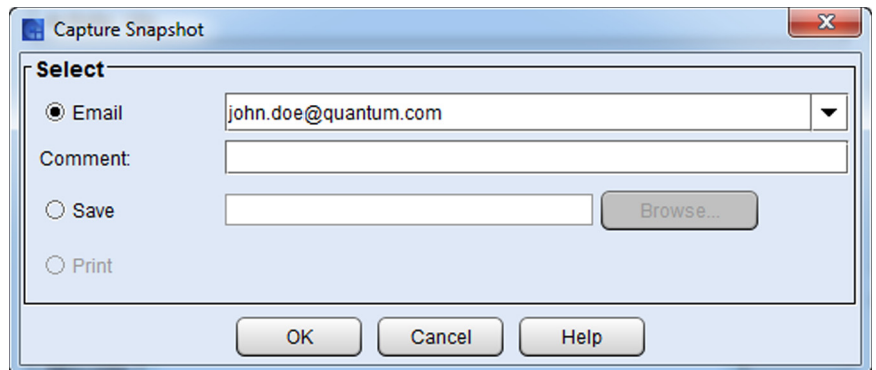 Capture Snapshot
Select
Email john.doe@quantum.com
Comment:
Save Browse...
Print
OK Cancel Help